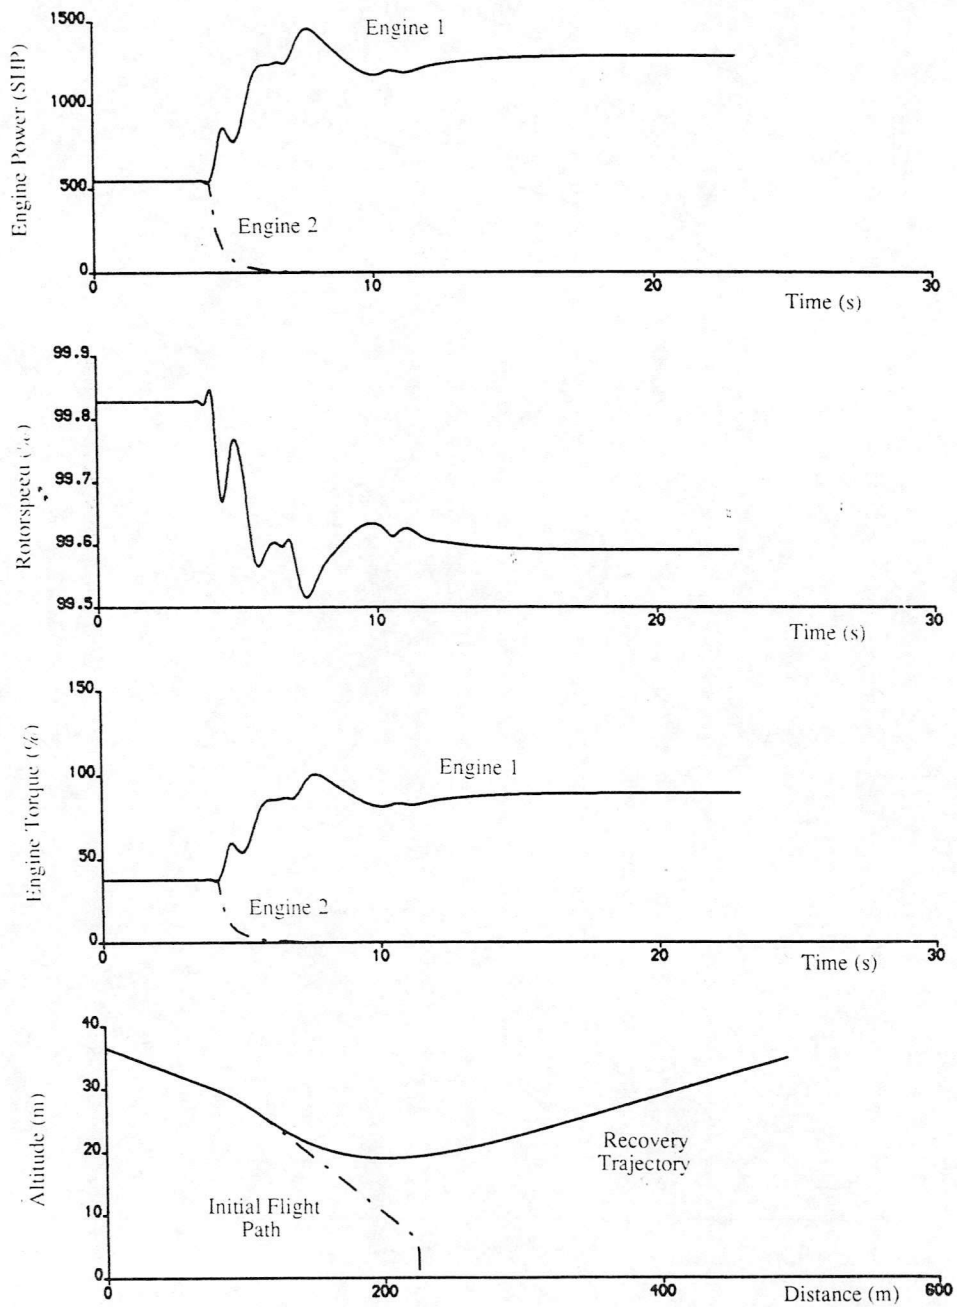 1500
Engine 1
1000
Engine Power (SHP)
500
Engine 2
0
0
10
20
30
Time (s)
99.9
99.8
99.7
Rotorspeed (%)
99.6
99.5
0
10
20
30
Time (s)
150
100
Engine 1
Engine Torque (%)
50
Engine 2
0
0
10
20
30
Time (s)
40
30
Altitude (m)
20
Recovery
Trajectory
Initial Flight
Path
10
0
0
200
400
600
Distance (m)